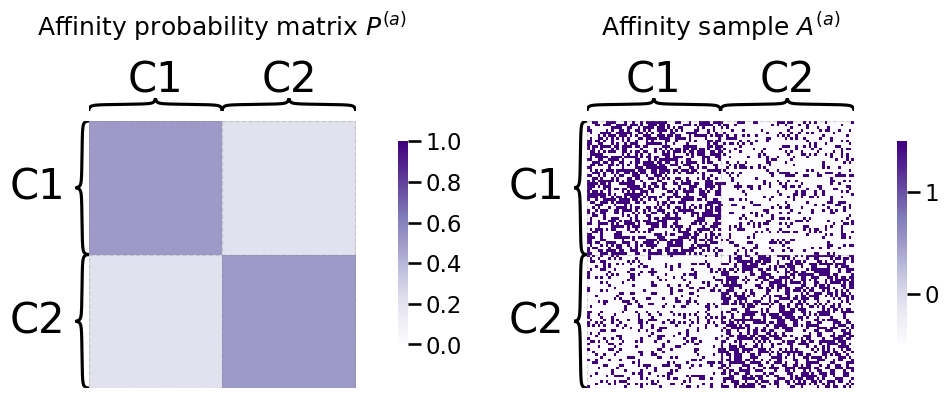 Affinity probability matrix P^(a)
C1 C2
C1
C2
1.0
0.8
0.6
0.4
0.2
0.0
Affinity sample A^(a)
C1 C2
C1
C2
1
0